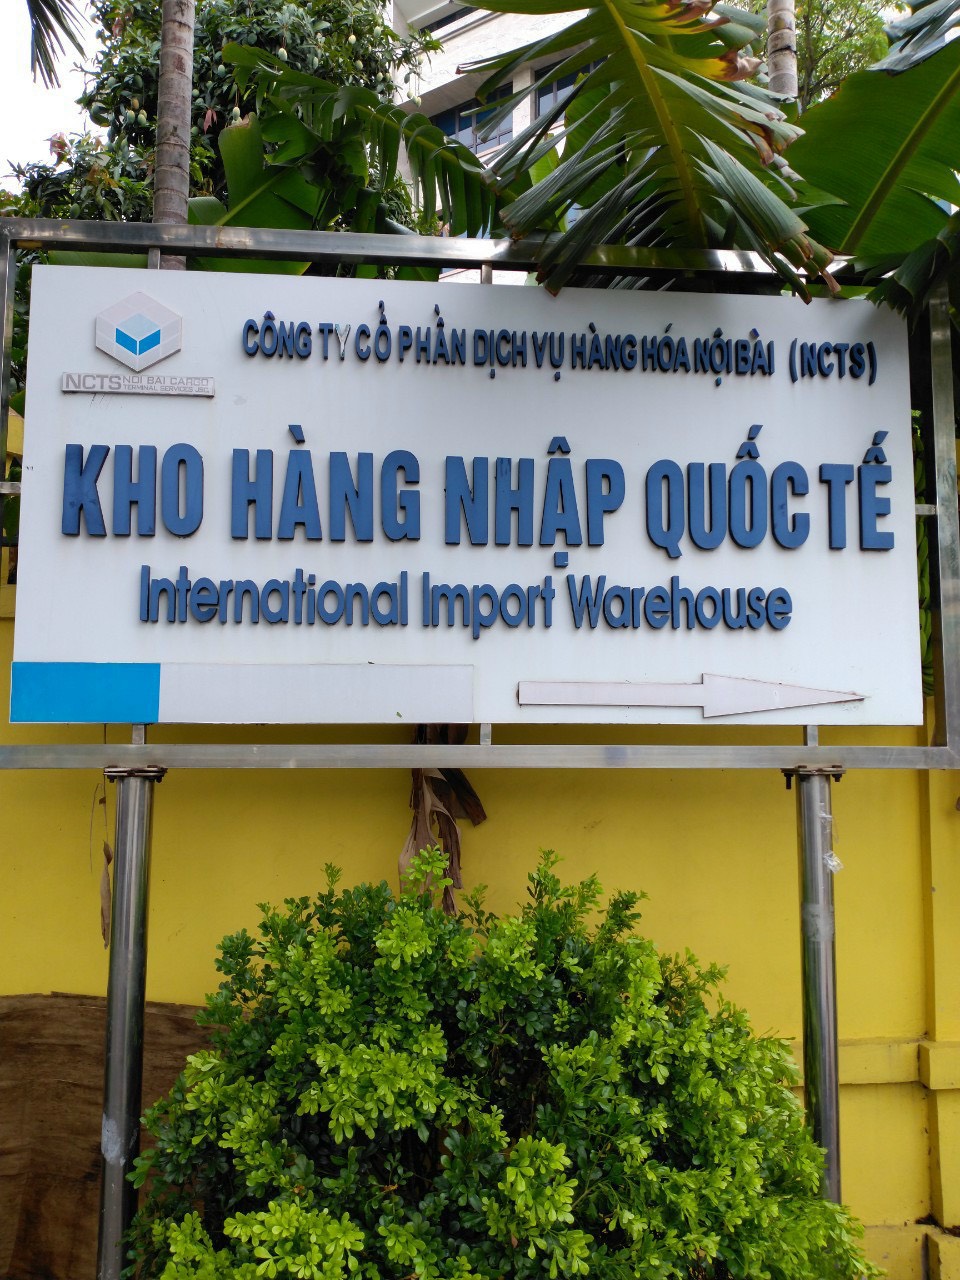 CÔNG TY CỔ PHẦN DỊCH VỤ HÀNG HÓA NỘI BÀI (NCTS)
NCTS NOI BAI CARGO
TERMINAL SERVICES JSC
KHO HÀNG NHẬP QUỐC TẾ
International Import Warehouse